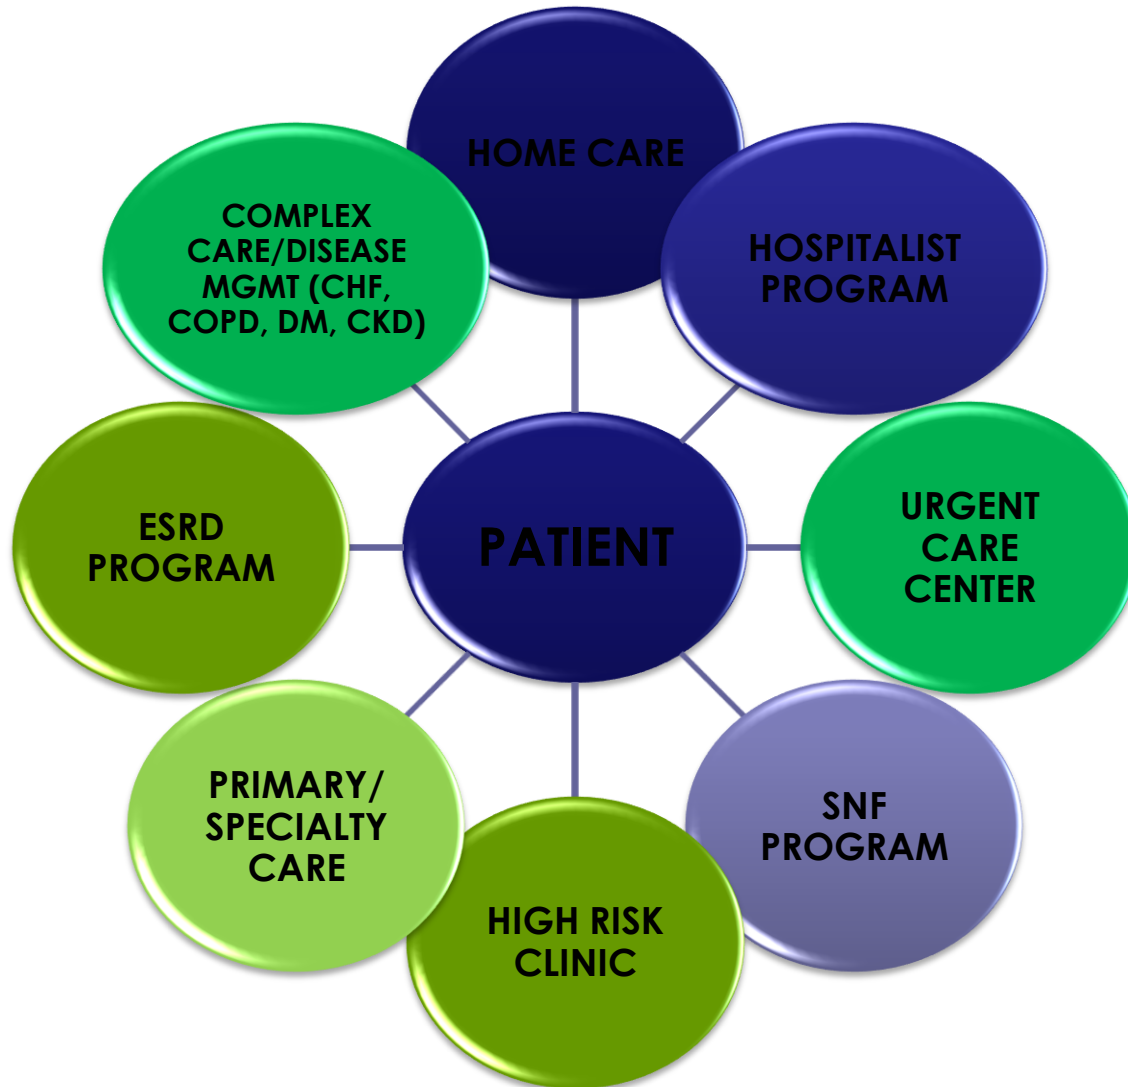 HOME CARE
HOSPITALIST
PROGRAM
URGENT
CARE
CENTER
SNF
PROGRAM
HIGH RISK
CLINIC
PRIMARY/
SPECIALTY
CARE
ESRD
PROGRAM
COMPLEX
CARE/DISEASE
MGMT (CHF,
COPD, DM, CKD)
PATIENT